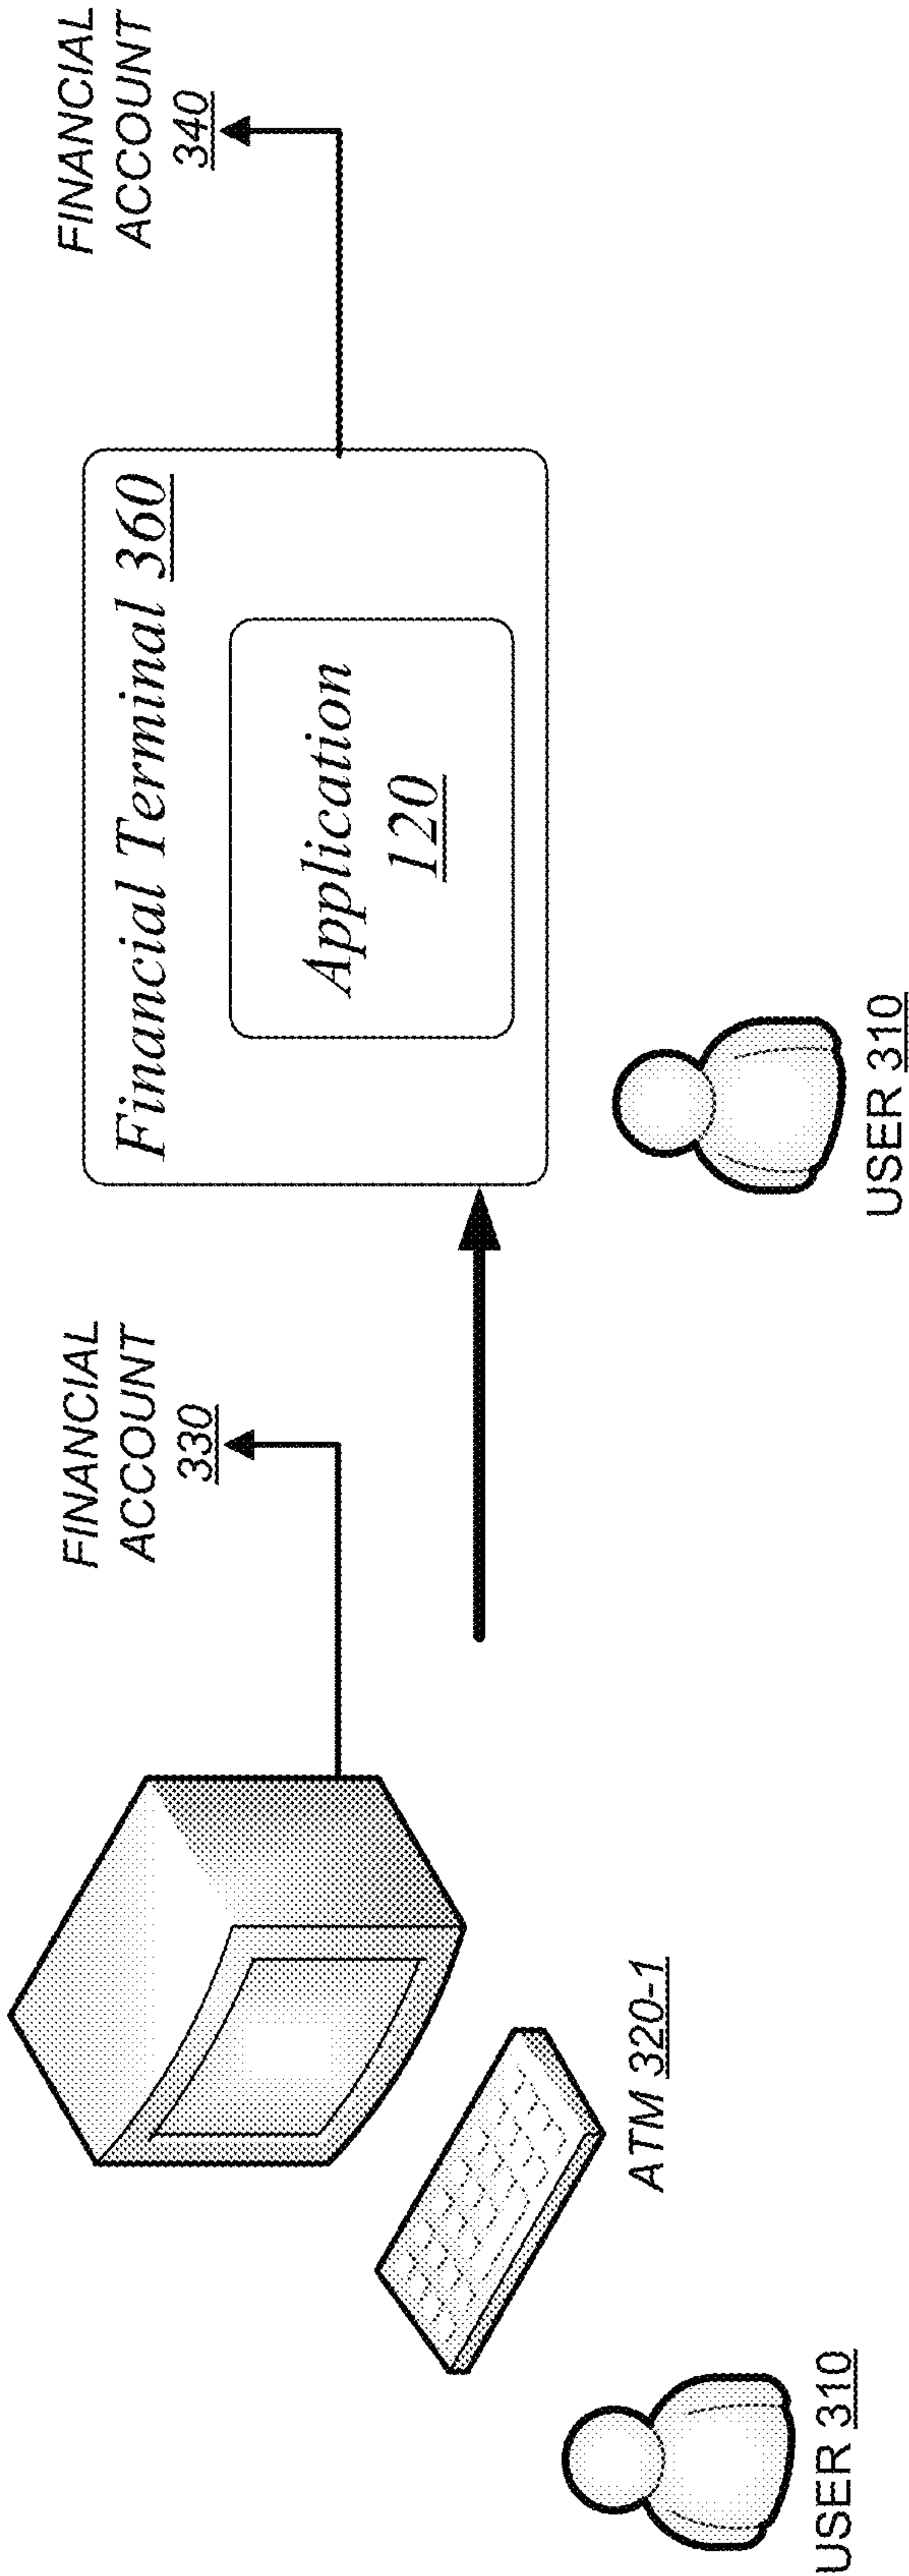 FINANCIAL
ACCOUNT
330
FINANCIAL
ACCOUNT
340
Financial Terminal 360
Application
120
ATM 320-1
USER 310
USER 310